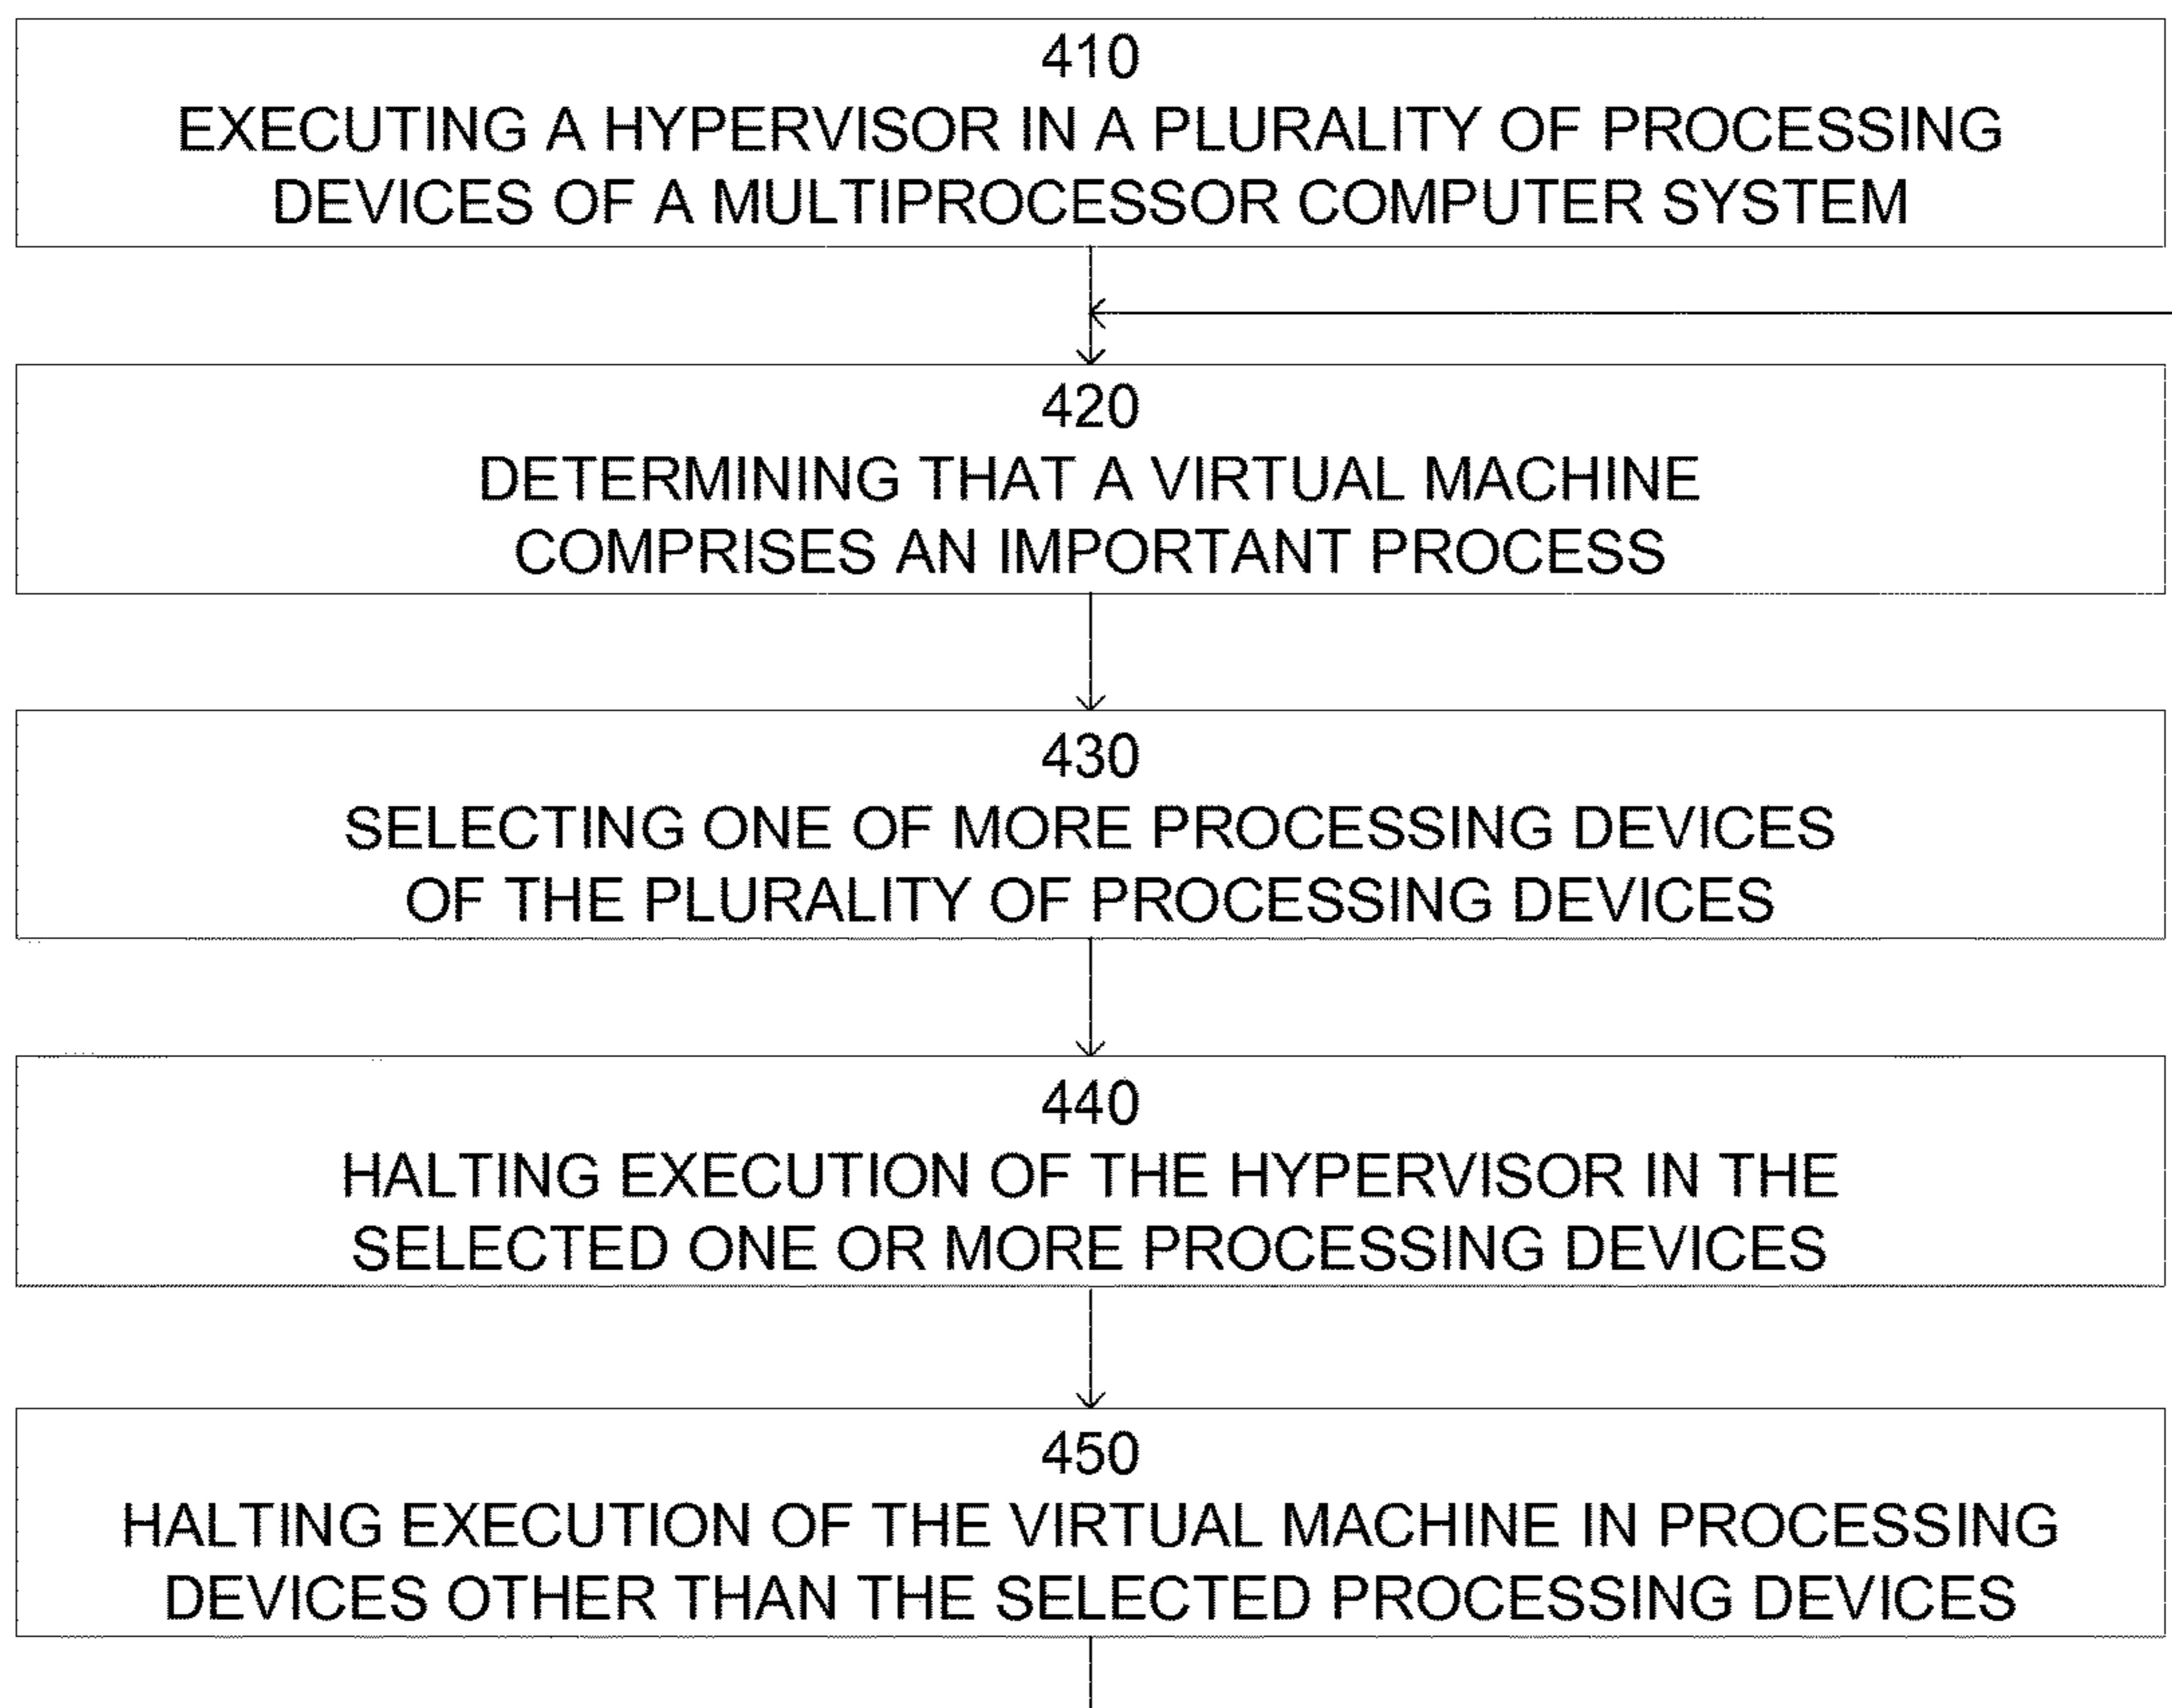 410
EXECUTING A HYPERVISOR IN A PLURALITY OF PROCESSING
DEVICES OF A MULTIPROCESSOR COMPUTER SYSTEM
420
DETERMINING THAT A VIRTUAL MACHINE
COMPRISES AN IMPORTANT PROCESS
430
SELECTING ONE OF MORE PROCESSING DEVICES
OF THE PLURALITY OF PROCESSING DEVICES
440
HALTING EXECUTION OF THE HYPERVISOR IN THE
SELECTED ONE OR MORE PROCESSING DEVICES
450
HALTING EXECUTION OF THE VIRTUAL MACHINE IN PROCESSING
DEVICES OTHER THAN THE SELECTED PROCESSING DEVICES